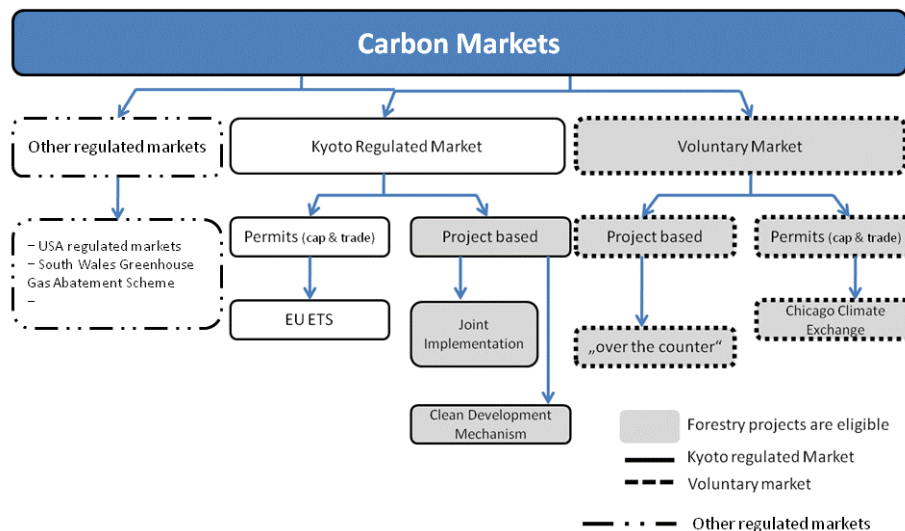 Carbon Markets
Other regulated markets
Kyoto Regulated Market
Voluntary Market
– USA regulated markets
– South Wales Greenhouse
Gas Abatement Scheme
–
Permits (cap & trade)
Project based
Project based
Permits (cap & trade)
EU ETS
Joint
Implementation
„over the counter“
Chicago Climate
Exchange
Clean Development
Mechanism
Forestry projects are eligible
Kyoto regulated Market
Voluntary market
Other regulated markets